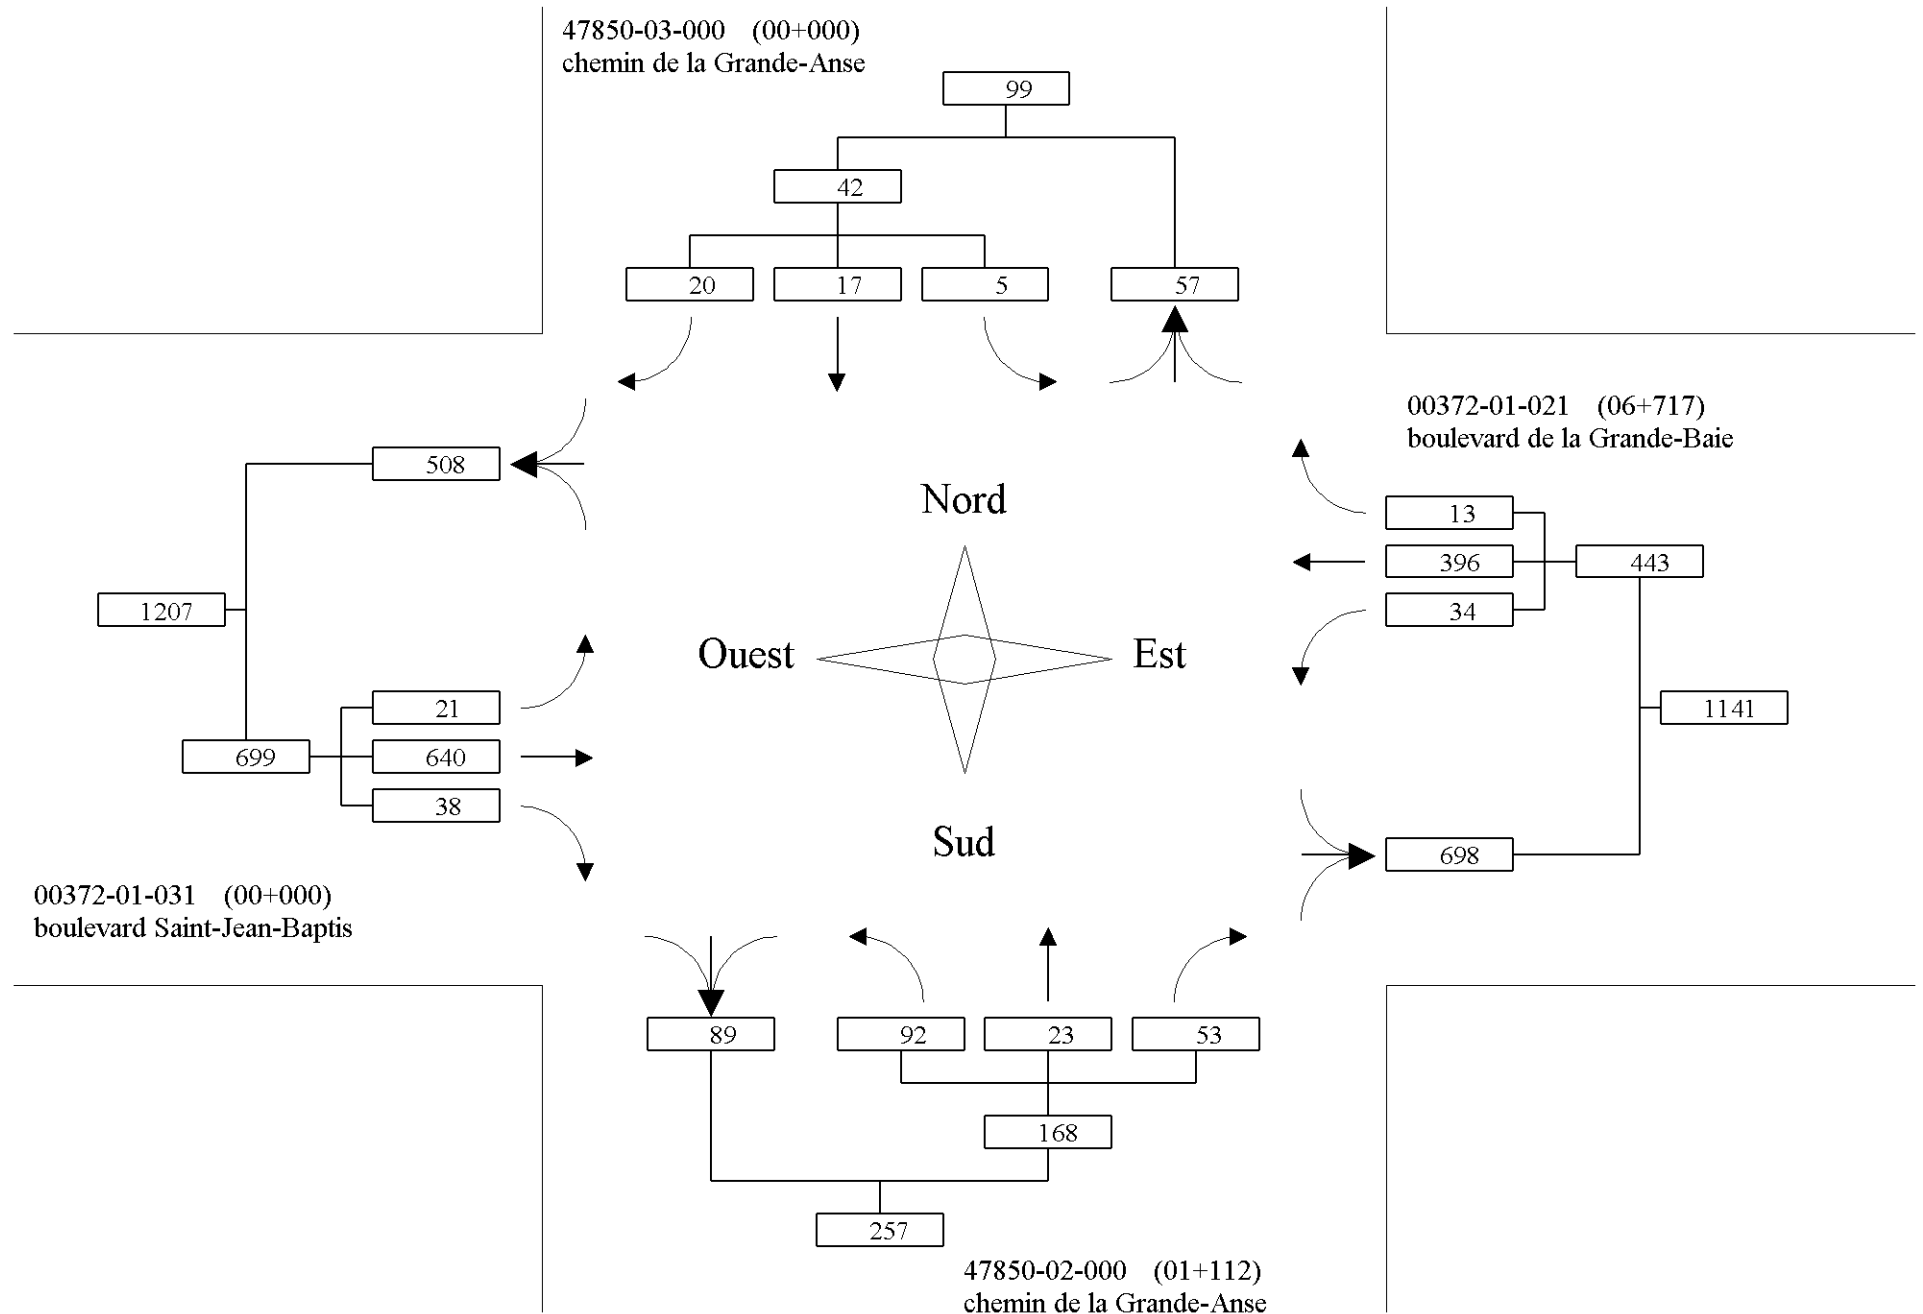 47850-03-000 (00+000)
chemin de la Grande-Anse
99
42
20 17 5 57
00372-01-021 (06+717)
boulevard de la Grande-Baie
508
Nord
13
396 443
34
1207
Ouest Est
21
1141
699 640
38
Sud
698
00372-01-031 (00+000)
boulevard Saint-Jean-Baptis
89 92 23 53
168
257
47850-02-000 (01+112)
chemin de la Grande-Anse